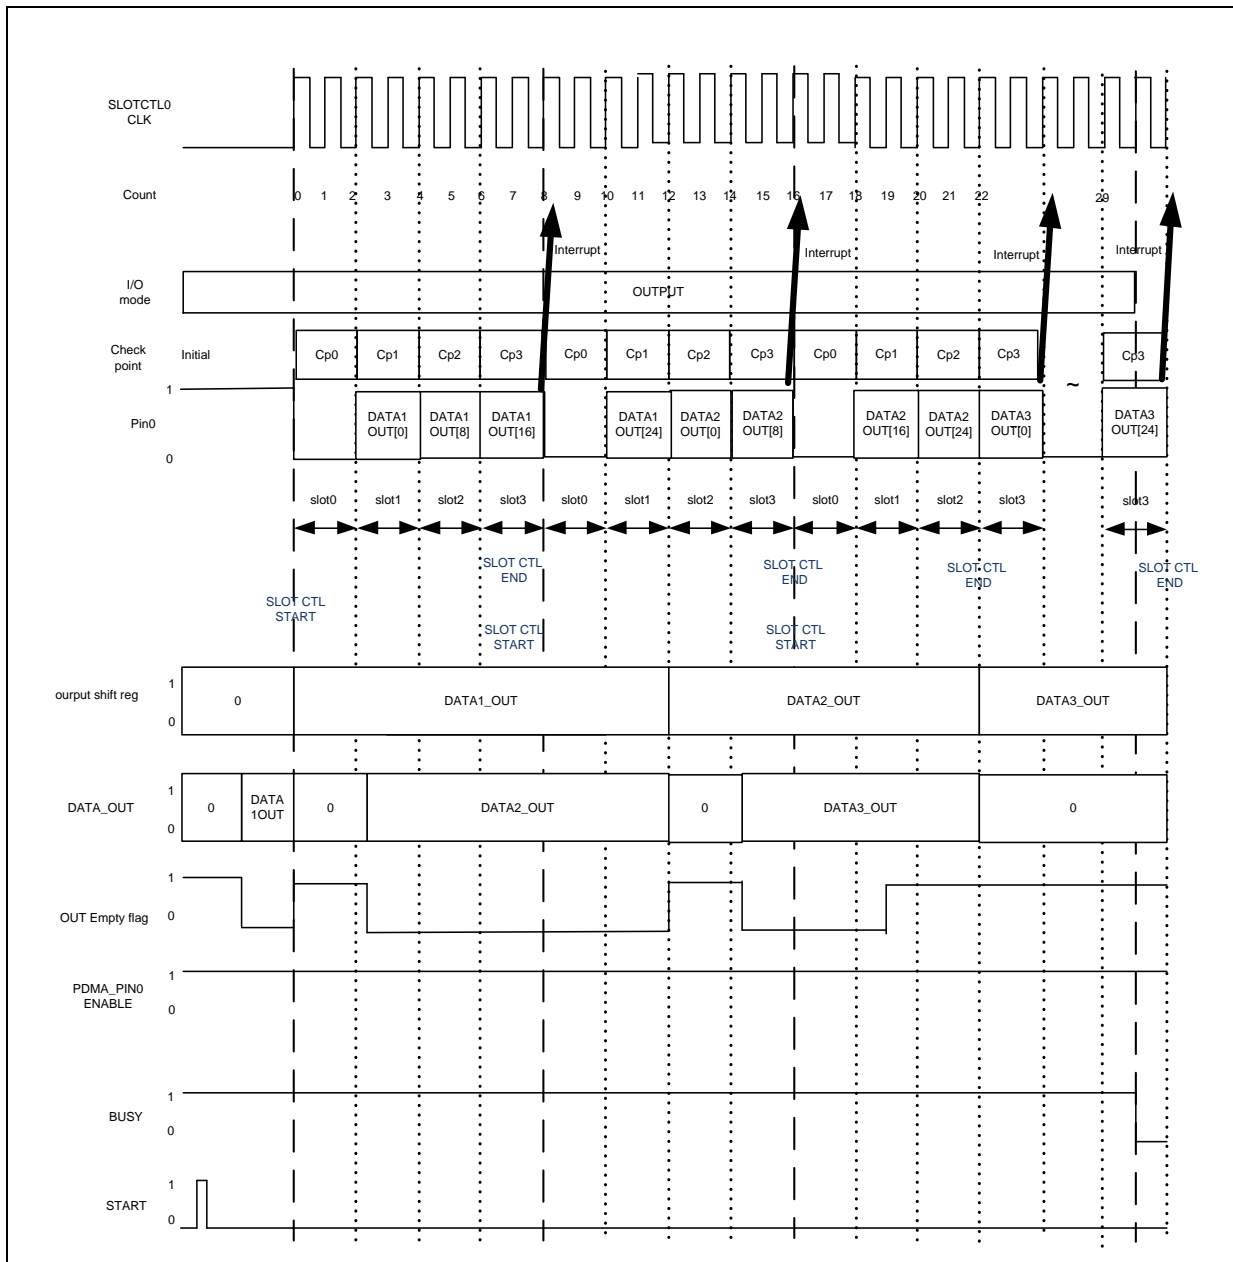 SLOTCTL0
CLK
Count
0 1 2 3 4 5 6 7 8 9 10 11 12 13 14 15 16 17 18 19 20 21 22 29
Interrupt Interrupt Interrupt Interrupt
I/O
mode
OUTPUT
Check
point
Initial
Cp0 Cp1 Cp2 Cp3 Cp0 Cp1 Cp2 Cp3 Cp0 Cp1 Cp2 Cp3 Cp3
~
1
Pin0
0
DATA1
OUT[0]
DATA1
OUT[8]
DATA1
OUT[16]
DATA1
OUT[24]
DATA2
OUT[0]
DATA2
OUT[8]
DATA2
OUT[16]
DATA2
OUT[24]
DATA3
OUT[0]
DATA3
OUT[24]
slot0 slot1 slot2 slot3 slot0 slot1 slot2 slot3 slot0 slot1 slot2 slot3 slot3
SLOT CTL
START
SLOT CTL
END
SLOT CTL
START
SLOT CTL
END
SLOT CTL
START
SLOT CTL
END
SLOT CTL
END
ourput shift reg
1
0
0 DATA1_OUT DATA2_OUT DATA3_OUT
DATA_OUT
1
0
0
DATA
1OUT
0 DATA2_OUT 0 DATA3_OUT 0
OUT Empty flag
1
0
PDMA_PIN0
ENABLE
1
0
BUSY
1
0
START
1
0